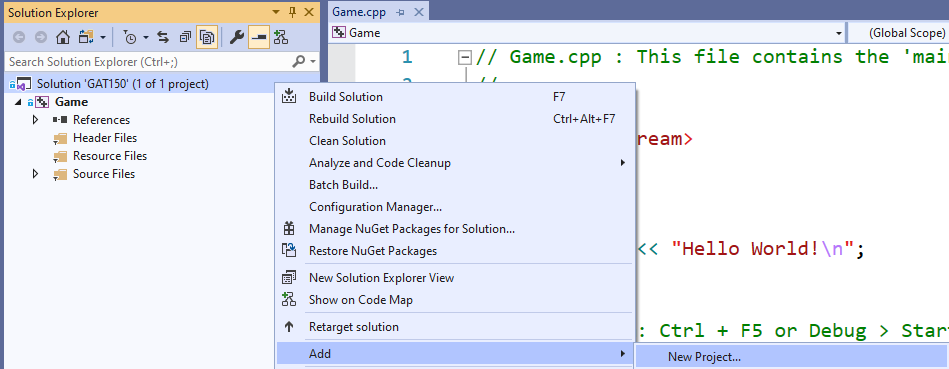 Solution Explorer
Search Solution Explorer (Ctrl+;)
Solution 'GAT150' (1 of 1 project)
Game
References
Header Files
Resource Files
Source Files
Build Solution F7
Rebuild Solution Ctrl+Alt+F7
Clean Solution
Analyze and Code Cleanup
Batch Build...
Configuration Manager...
Manage NuGet Packages for Solution...
Restore NuGet Packages
New Solution Explorer View
Show on Code Map
Retarget solution
Add
New Project...
Game.cpp
Game (Global Scope)
1 // Game.cpp : This file contains the 'mai
ream>
<< "Hello World!\n";
: Ctrl + F5 or Debug > Star